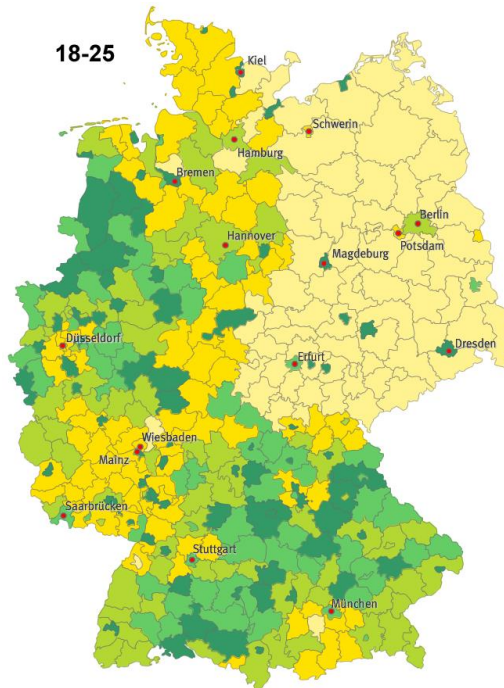 18-25
Kiel
Schwerin
Hamburg
Bremen
Berlin
Hannover
Potsdam
Magdeburg
Düsseldorf
Dresden
Erfurt
Wiesbaden
Mainz
Saarbrücken
Stuttgart
München